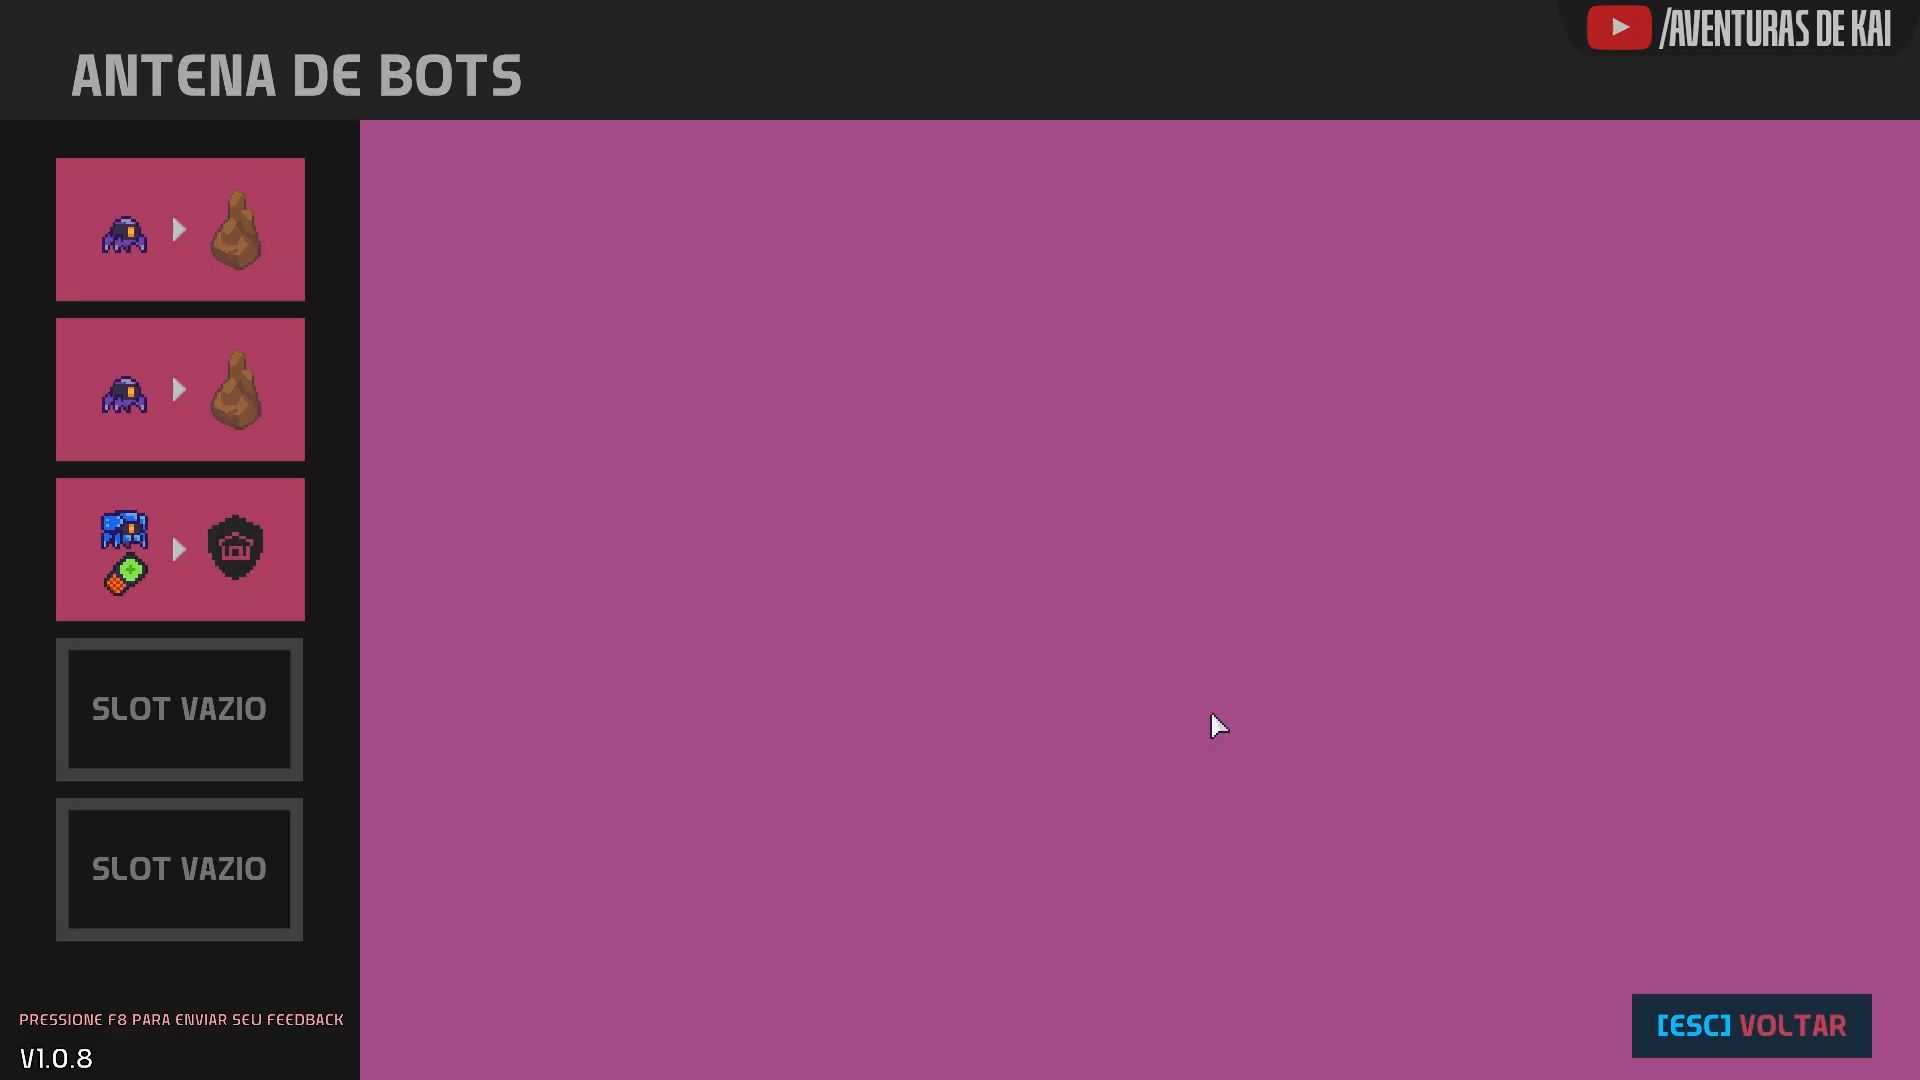 /AVENTURAS DE KAI
ANTENA DE BOTS
SLOT VAZIO
SLOT VAZIO
PRESSIONE F8 PARA ENVIAR SEU FEEDBACK
V1.0.8
[ESC] VOLTAR